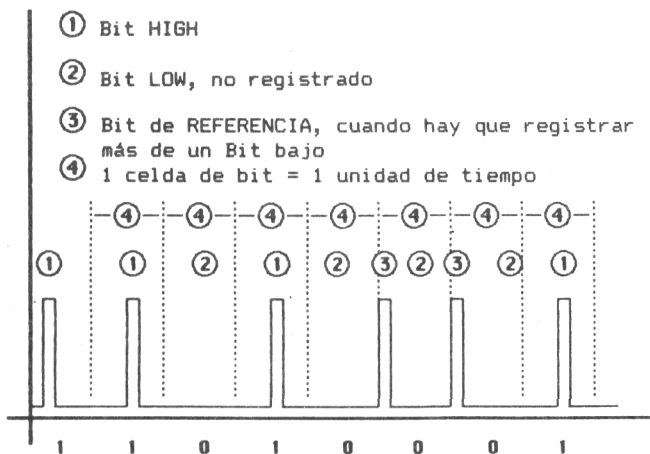 ① Bit HIGH
② Bit LOW, no registrado
③ Bit de REFERENCIA, cuando hay que registrar
más de un Bit bajo
④ 1 celda de bit = 1 unidad de tiempo
④ ④ ④ ④ ④ ④ ④
① ① ② ① ② ③ ② ③ ② ①
1 1 0 1 0 0 0 1